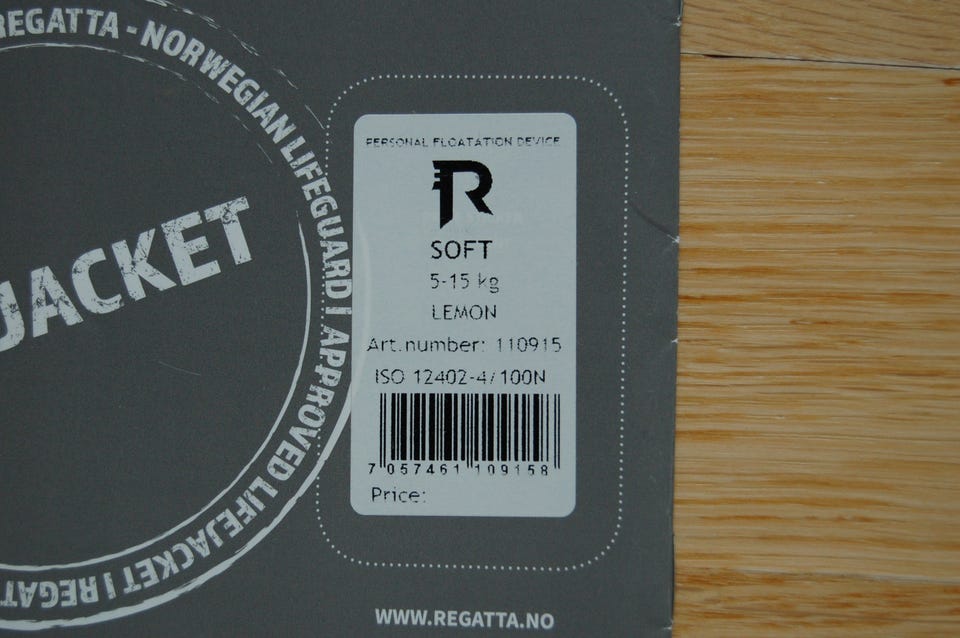 REGATTA - NORWEGIAN LIFEGUARD | APPROVED LIFEJACKET | REGAT
JACKET
PERSONAL FLOATATION DEVICE
R
SOFT
5-15 kg
LEMON
Art.number: 110915
ISO 12402-4/100N
7 057461 109158
Price:
WWW.REGATTA.NO